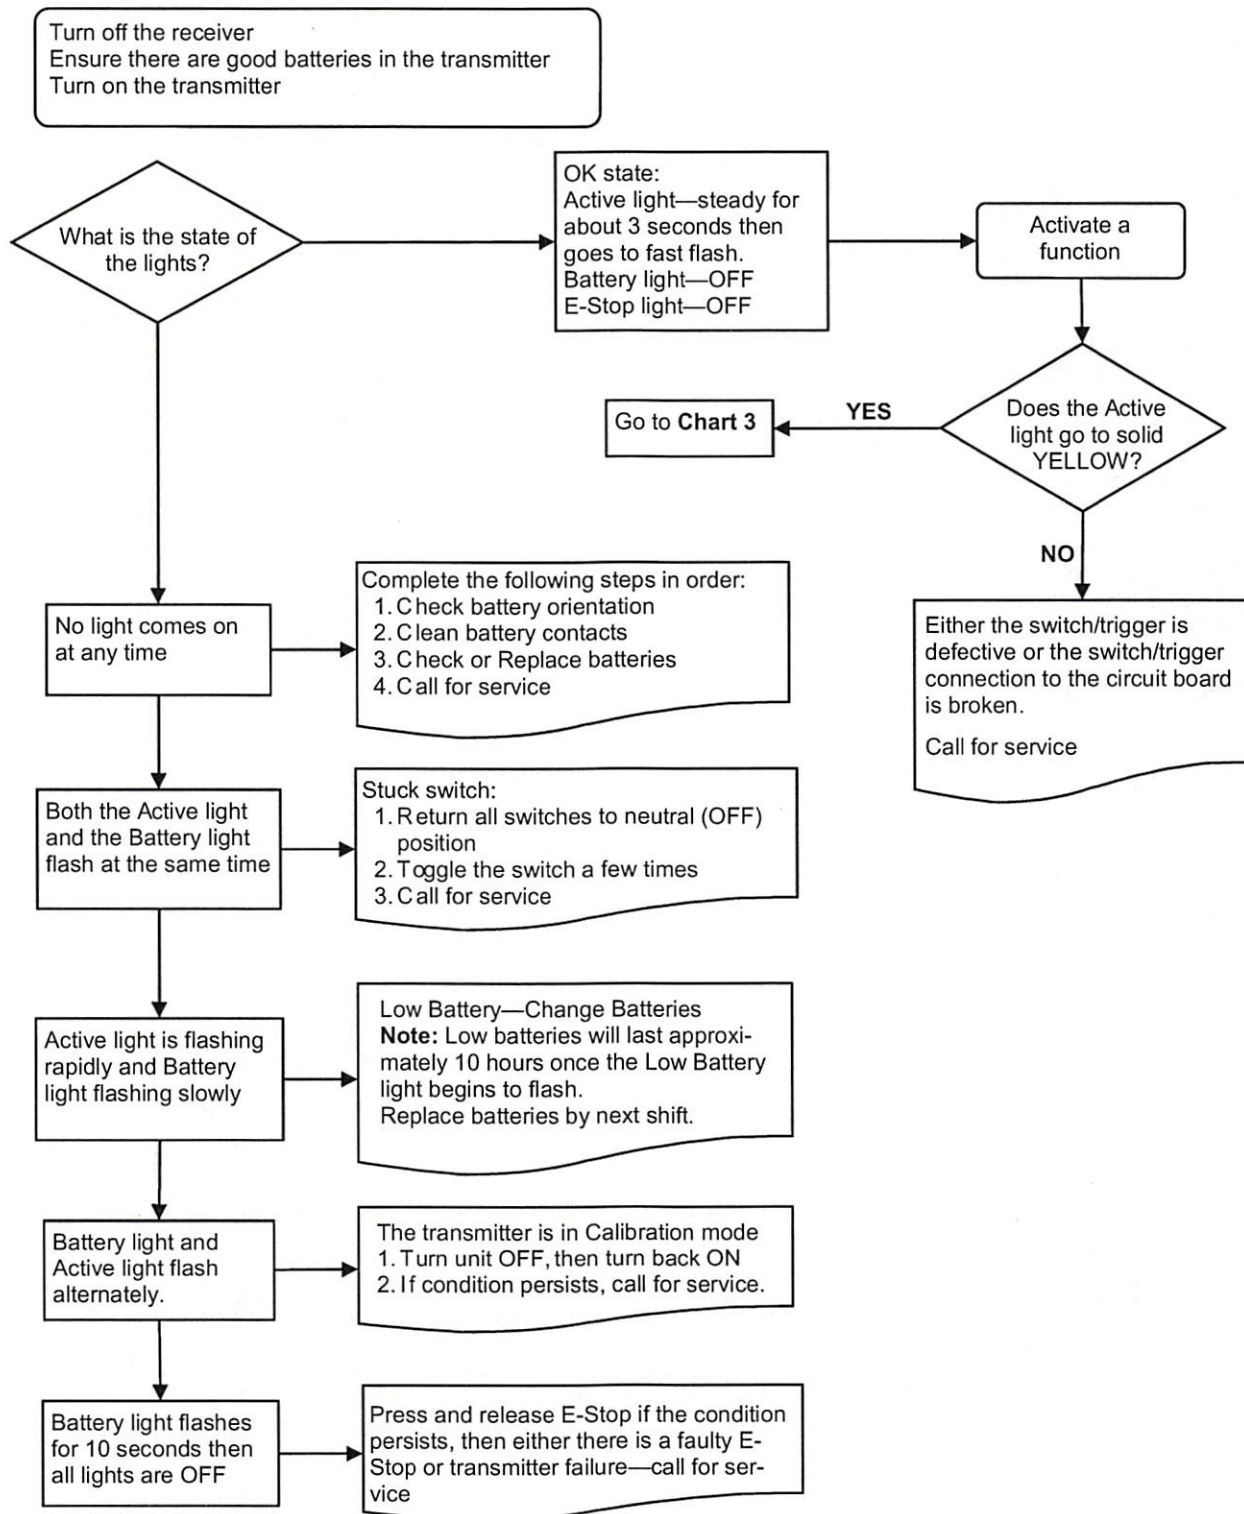 Turn off the receiver
Ensure there are good batteries in the transmitter
Turn on the transmitter
What is the state of
the lights?
OK state:
Active light—steady for
about 3 seconds then
goes to fast flash.
Battery light—OFF
E-Stop light—OFF
Activate a
function
Does the Active
light go to solid
YELLOW?
YES
Go to Chart 3
NO
Either the switch/trigger is
defective or the switch/trigger
connection to the circuit board
is broken.
Call for service
No light comes on
at any time
Complete the following steps in order:
1. Check battery orientation
2. Clean battery contacts
3. Check or Replace batteries
4. Call for service
Both the Active light
and the Battery light
flash at the same time
Stuck switch:
1. Return all switches to neutral (OFF)
position
2. Toggle the switch a few times
3. Call for service
Active light is flashing
rapidly and Battery
light flashing slowly
Low Battery—Change Batteries
Note: Low batteries will last approxi-
mately 10 hours once the Low Battery
light begins to flash.
Replace batteries by next shift.
Battery light and
Active light flash
alternately.
The transmitter is in Calibration mode
1. Turn unit OFF, then turn back ON
2. If condition persists, call for service.
Battery light flashes
for 10 seconds then
all lights are OFF
Press and release E-Stop if the condition
persists, then either there is a faulty E-
Stop or transmitter failure—call for ser-
vice